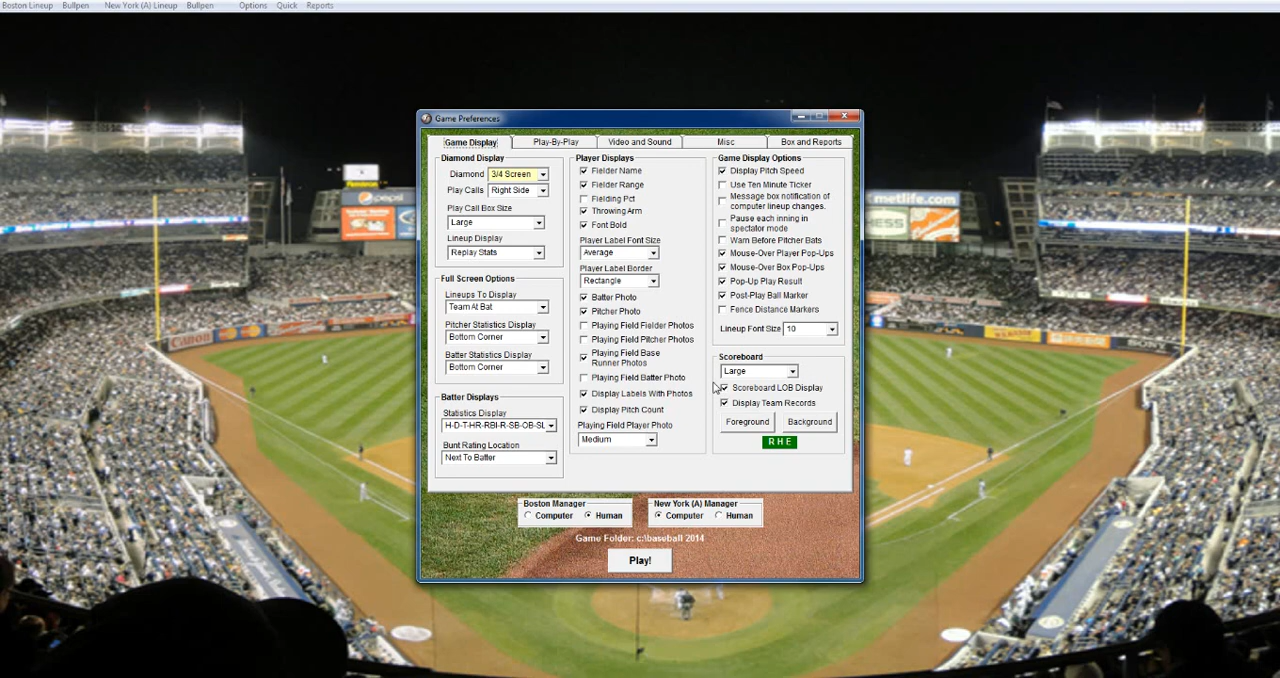 Boston Lineup Bullpen New York (A) Lineup Bullpen Options Quick Reports
Game Preferences
Game Display Play-By-Play Video and Sound Misc Box and Reports
Diamond Display
Diamond 3/4 Screen
Play Calls Right Side
Play Call Box Size
Large
Lineup Display
Replay Stats
Full Screen Options
Lineups To Display
Team At Bat
Pitcher Statistics Display
Bottom Corner
Batter Statistics Display
Bottom Corner
Batter Displays
Statistics Display
H-D-T-HR-RBI-R-SB-OB-SL
Bunt Rating Location
Next To Batter
Player Displays
Fielder Name
Fielder Range
Fielding Pct
Throwing Arm
Font Bold
Player Label Font Size
Average
Player Label Border
Rectangle
Batter Photo
Pitcher Photo
Playing Field Fielder Photos
Playing Field Pitcher Photos
Playing Field Base
Runner Photos
Playing Field Batter Photo
Display Labels With Photos
Display Pitch Count
Playing Field Player Photo
Medium
Game Display Options
Display Pitch Speed
Use Ten Minute Ticker
Message box notification of
computer lineup changes.
Pause each inning in
spectator mode
Warn Before Pitcher Bats
Mouse-Over Player Pop-Ups
Mouse-Over Box Pop-Ups
Pop-Up Play Result
Post-Play Ball Marker
Fence Distance Markers
Lineup Font Size 10
Scoreboard
Large
Scoreboard LOB Display
Display Team Records
Foreground Background
R H E
Boston Manager
Computer Human
New York (A) Manager
Computer Human
Game Folder: c:\baseball 2014
Play!
pepsi
metlife.com
Canon
SONY